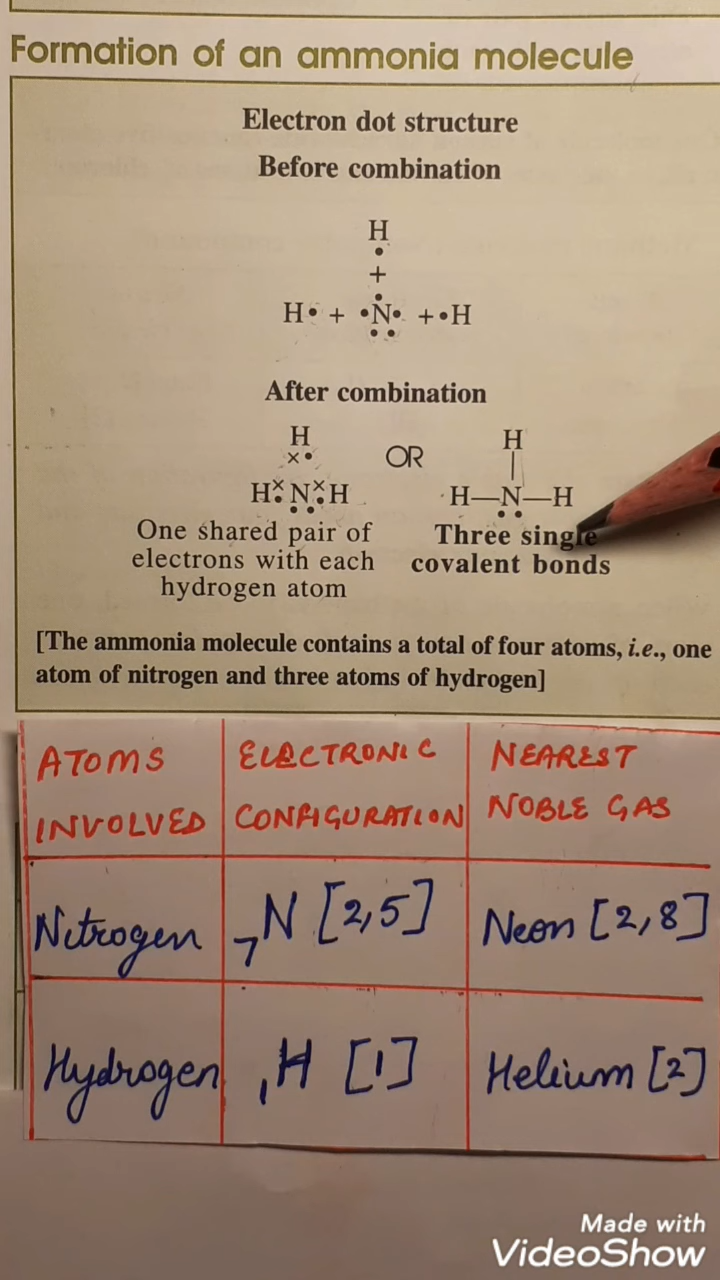 Formation of an ammonia molecule
Electron dot structure
Before combination
H
•
+
H• + •N• + •H
After combination
H
×•
H×•N×•H
One shared pair of
electrons with each
hydrogen atom
OR
H
|
H—N—H
••
Three single
covalent bonds
[The ammonia molecule contains a total of four atoms, i.e., one
atom of nitrogen and three atoms of hydrogen]
ATOMS INVOLVED
ELECTRONIC CONFIGURATION
NEAREST NOBLE GAS
Nitrogen
₇N [2,5]
Neon [2,8]
Hydrogen
₁H [1]
Helium [2]
Made with
VideoShow